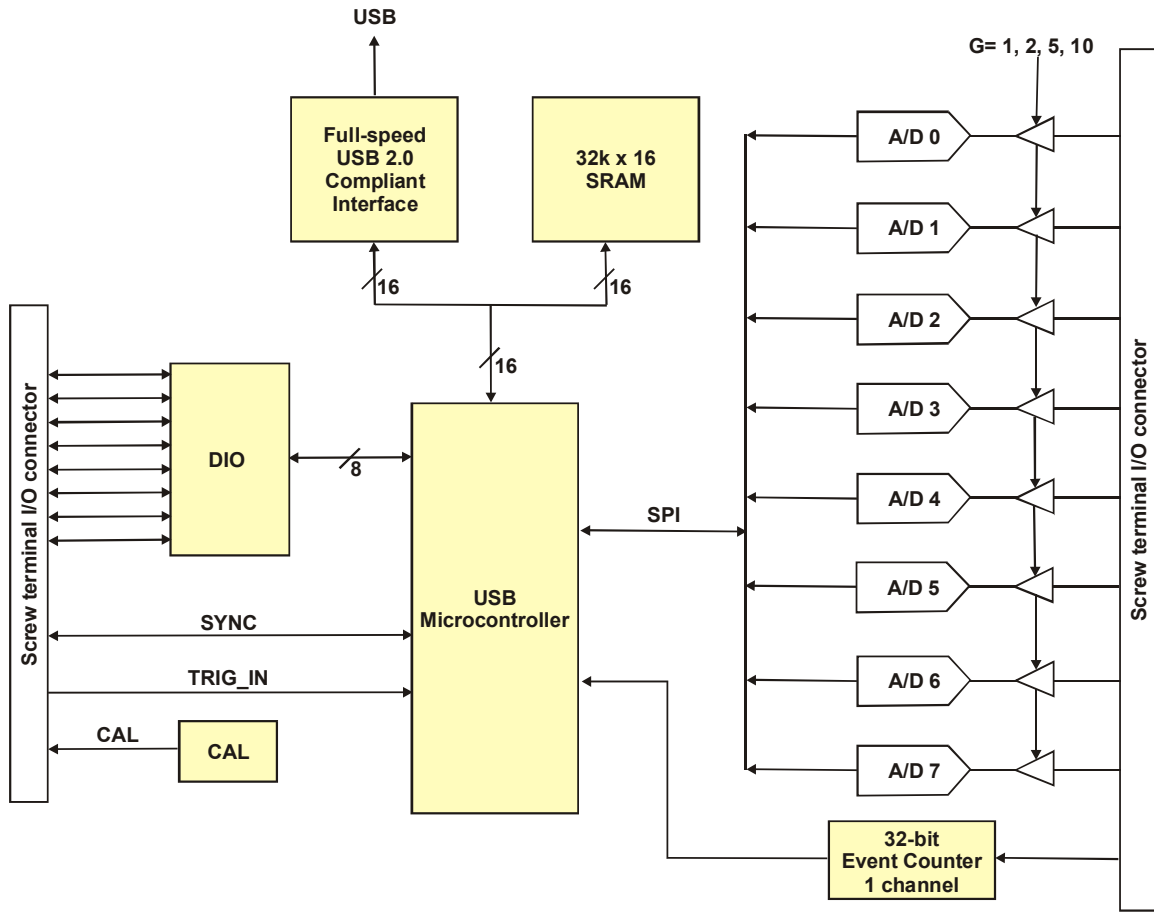 USB
G= 1, 2, 5, 10
Full-speed
USB 2.0
Compliant
Interface
32k x 16
SRAM
A/D 0
A/D 1
A/D 2
A/D 3
A/D 4
A/D 5
A/D 6
A/D 7
16
16
16
Screw terminal I/O connector
DIO
8
SPI
USB
Microcontroller
SYNC
TRIG_IN
CAL
CAL
32-bit
Event Counter
1 channel
Screw terminal I/O connector